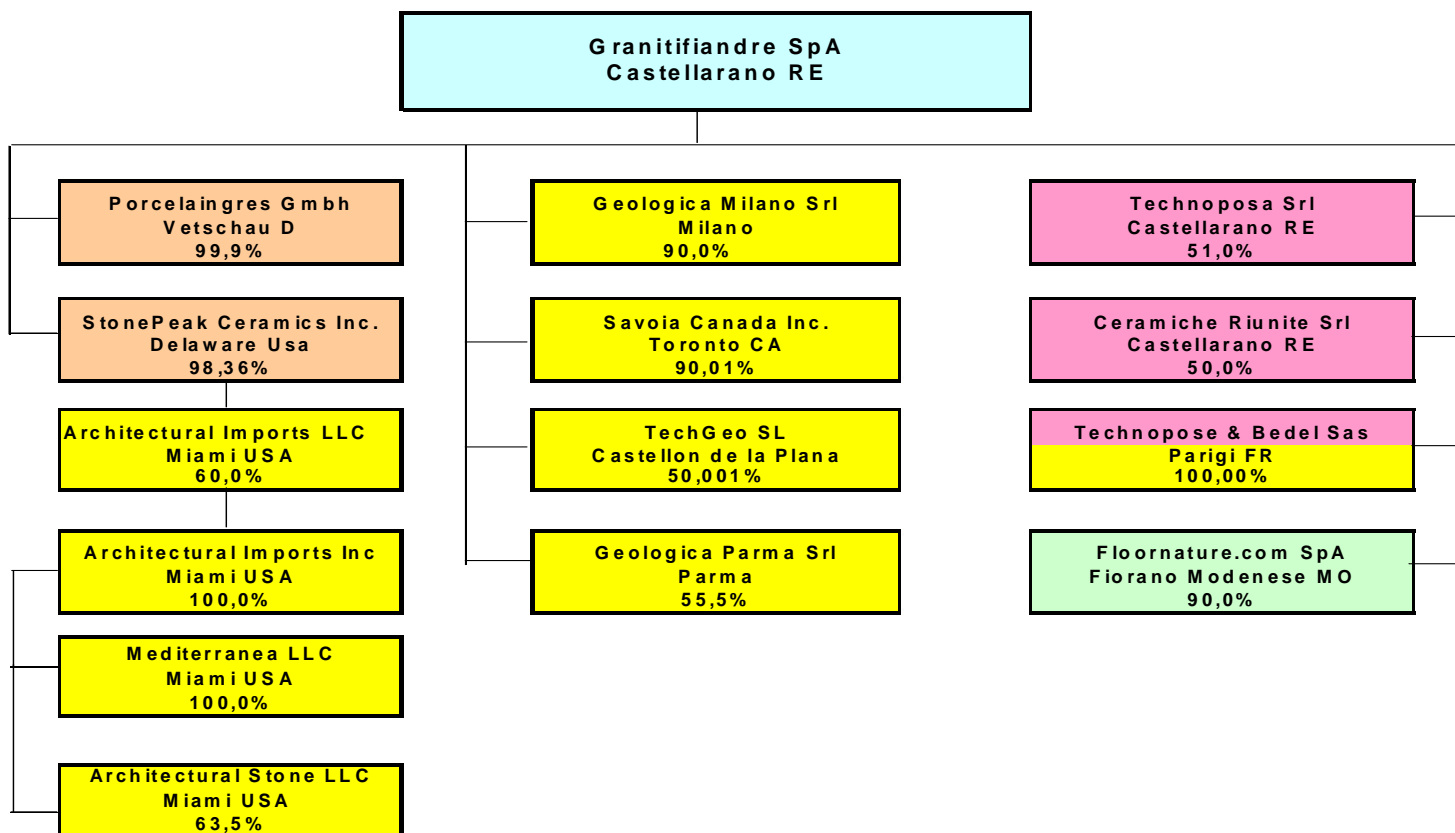 Granitifiandre SpA
Castellarano RE
Porcelaingres Gmbh
Vetschau D
99,9%
StonePeak Ceramics Inc.
Delaware Usa
98,36%
Architectural Imports LLC
Miami USA
60,0%
Architectural Imports Inc
Miami USA
100,0%
Mediterranea LLC
Miami USA
100,0%
Architectural Stone LLC
Miami USA
63,5%
Geologica Milano Srl
Milano
90,0%
Savoia Canada Inc.
Toronto CA
90,01%
TechGeo SL
Castellon de la Plana
50,001%
Geologica Parma Srl
Parma
55,5%
Technoposa Srl
Castellarano RE
51,0%
Ceramiche Riunite Srl
Castellarano RE
50,0%
Technopose & Bedel Sas
Parigi FR
100,00%
Floornature.com SpA
Fiorano Modenese MO
90,0%